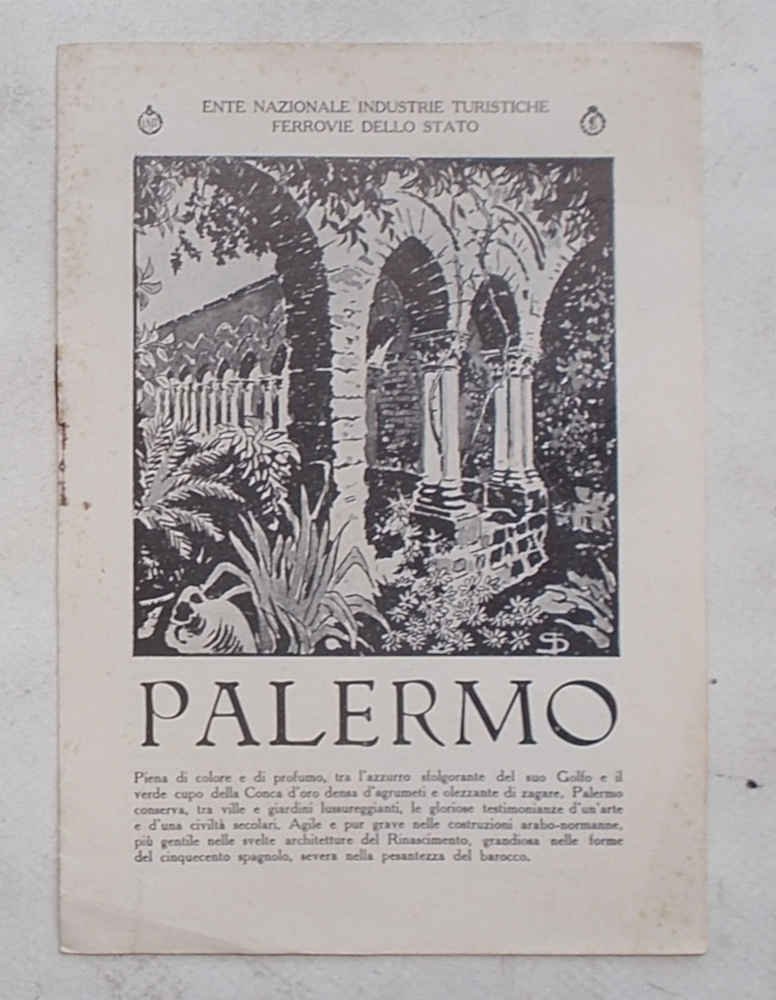 ENTE NAZIONALE INDUSTRIE TURISTICHE
FERROVIE DELLO STATO
PALERMO
Piena di colore e di profumo, tra l'azzurro sfolgorante del suo Golfo e il
verde cupo della Conca d'oro densa d'agrumeti e olezzante di zagare, Palermo
conserva, tra ville e giardini lussureggianti, le gloriose testimonianze d'un'arte
e d'una civiltà secolari. Agile e pur grave nelle costruzioni arabo-normanne,
più gentile nelle svelte architetture del Rinascimento, grandiosa nelle forme
del cinquecento spagnolo, severa nella pesantezza del barocco.